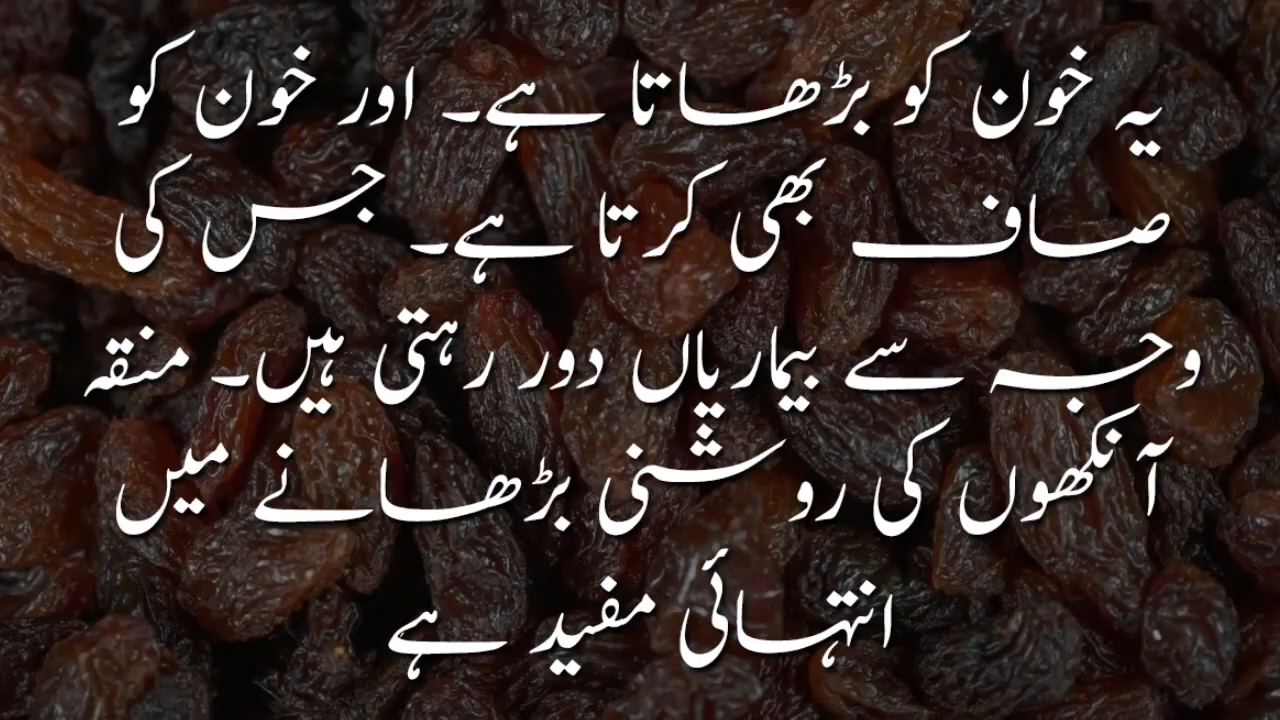 یہ خون کو بڑھاتا ہے۔ اور خون کو
صاف بھی کرتا ہے۔ جس کی
وجہ سے بیماریاں دور رہتی ہیں۔ منقہ
آنکھوں کی روشنی بڑھانے میں
انتہائی مفید ہے